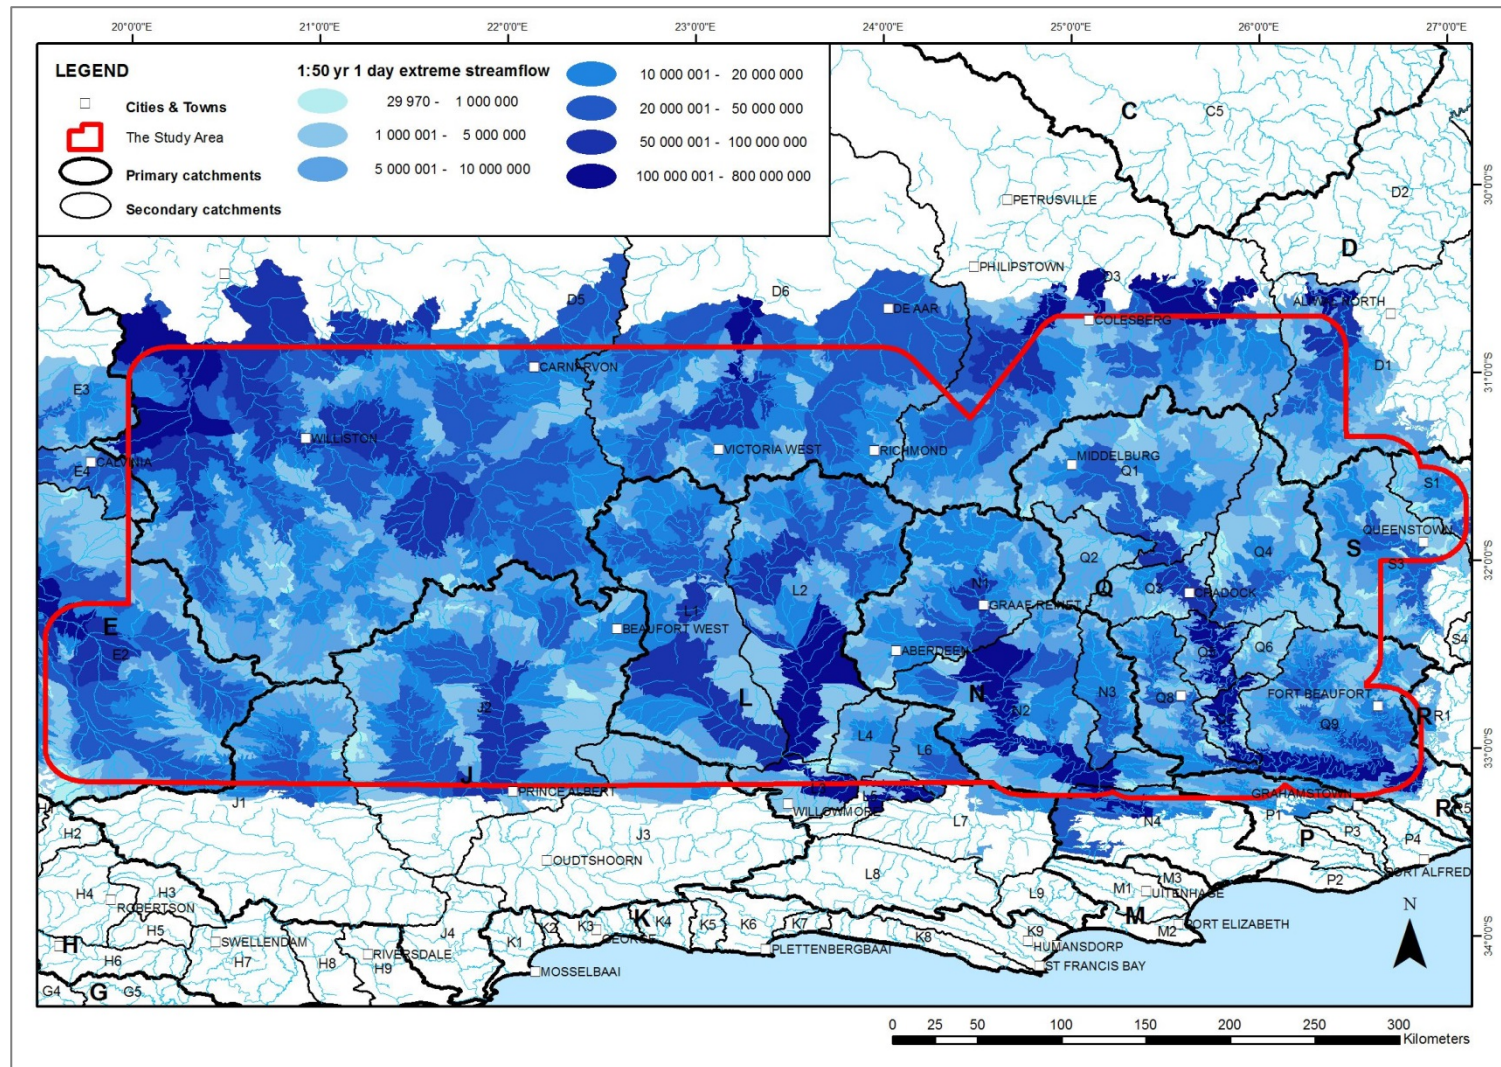 20°0'0"E 21°0'0"E 22°0'0"E 23°0'0"E 24°0'0"E 25°0'0"E 26°0'0"E 27°0'0"E
LEGEND
Cities & Towns
The Study Area
Primary catchments
Secondary catchments
1:50 yr 1 day extreme streamflow
29 970 - 1 000 000
1 000 001 - 5 000 000
5 000 001 - 10 000 000
10 000 001 - 20 000 000
20 000 001 - 50 000 000
50 000 001 - 100 000 000
100 000 001 - 800 000 000
C
C5
D2
30°0'0"S
PETRUSVILLE
D
PHILIPSTOWN
D3
D5
D6
ALIWAL NORTH
DE AAR
COLESBERG
CARNARVON
D1
31°0'0"S
E3
WILLISTON
VICTORIA WEST
RICHMOND
MIDDELBURG
Q1
CALVINIA
E4
S1
QUEENSTOWN
S
Q4
Q2
32°0'0"S
S3
N1
Q
Q3
CRADOCK
L2
L1
GRAAF REINET
E
BEAUFORT WEST
S4
E2
ABERDEEN
Q5
Q6
L
N
N3
Q8
FORT BEAUFORT
J2
N2
R
R1
Q9
L4
L6
33°0'0"S
J
PRINCE ALBERT
J1
WILLOWMORE
GRAHAMSTOWN
R
R5
H1
L7
N4
P1
H2
J3
P
P3
P4
OUDTSHOORN
L8
PORT ALFRED
H4
H3
ROBERTSON
L9
M1
M3
UITENHAGE
P2
N
H5
J4
K1
K2
K3
GEORGE
K
K4
K5
K6
K7
K8
K9
M
M2
PORT ELIZABETH
H
H6
SWELLENDAM
H7
H8
RIVERSDALE
H9
MOSSELBAAI
PLETTENBERGBAAI
HUMANSDORP
ST FRANCIS BAY
34°0'0"S
G4
G
G5
0 25 50 100 150 200 250 300
Kilometers